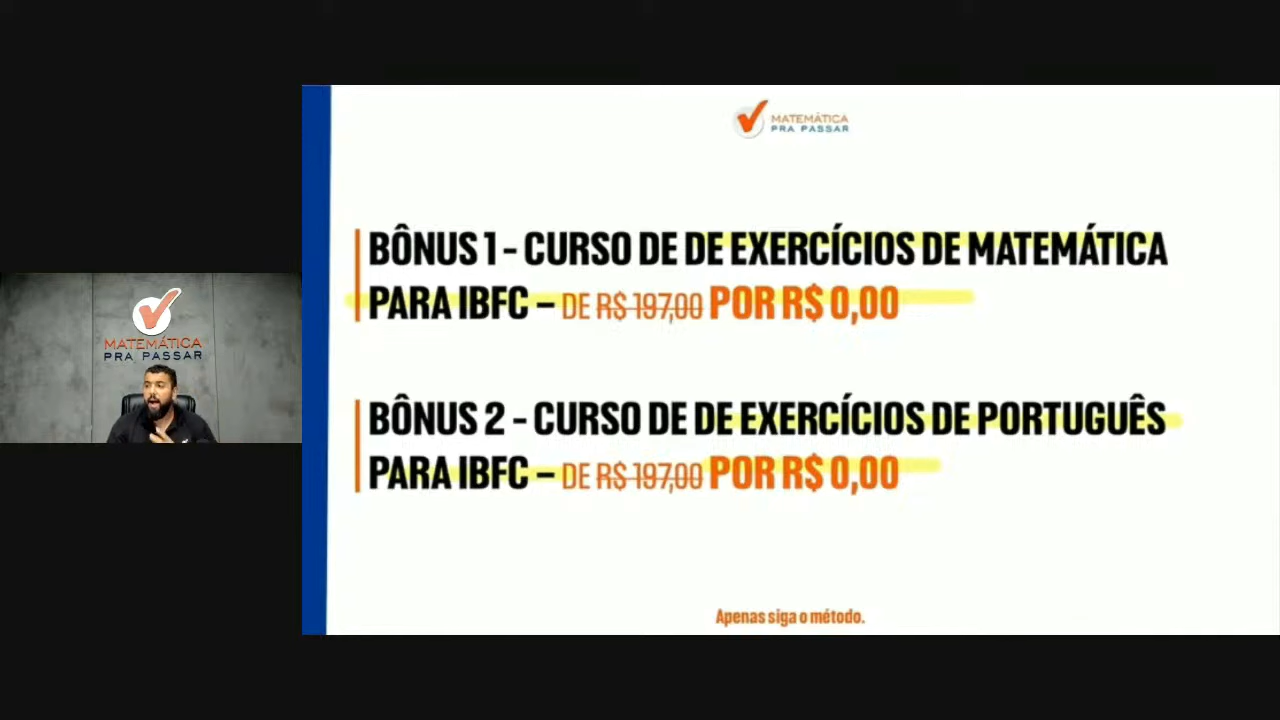 MATEMÁTICA
PRA PASSAR
BÔNUS 1 - CURSO DE DE EXERCÍCIOS DE MATEMÁTICA
PARA IBFC – DE R$ 197,00 POR R$ 0,00
BÔNUS 2 - CURSO DE DE EXERCÍCIOS DE PORTUGUÊS
PARA IBFC – DE R$ 197,00 POR R$ 0,00
Apenas siga o método.
MATEMÁTICA
PRA PASSAR